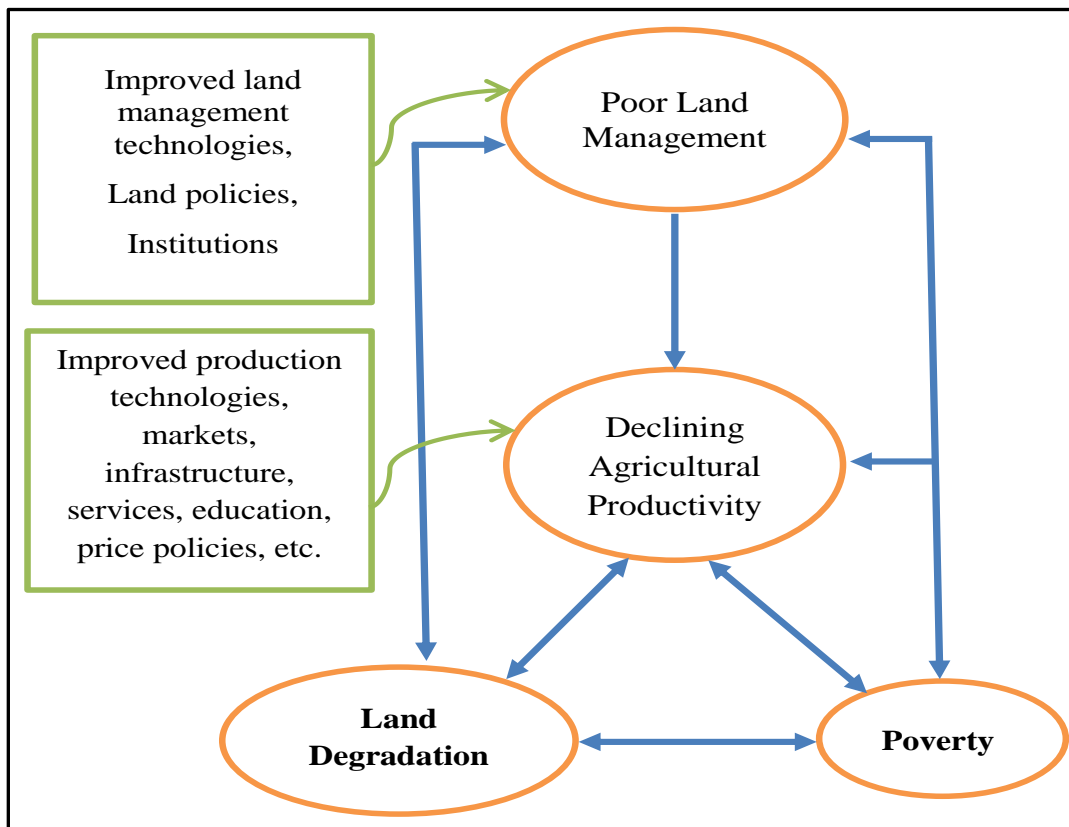 Improved land
management
technologies,
Land policies,
Institutions
Poor Land
Management
Improved production
technologies,
markets,
infrastructure,
services, education,
price policies, etc.
Declining
Agricultural
Productivity
Land
Degradation
Poverty